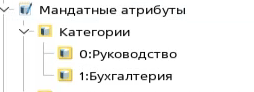 Мандатные атрибуты
Категории
0:Руководство
1:Бухгалтерия